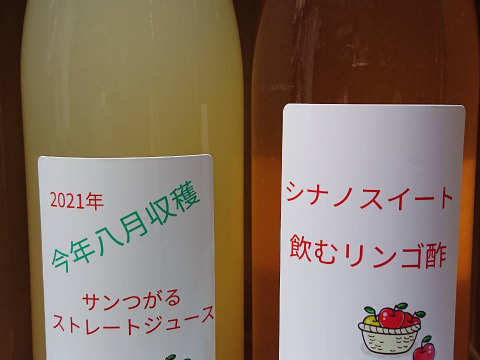 2021年
今年八月収穫
サンつがる
ストレートジュース
シナノスイート
飲むリンゴ酢